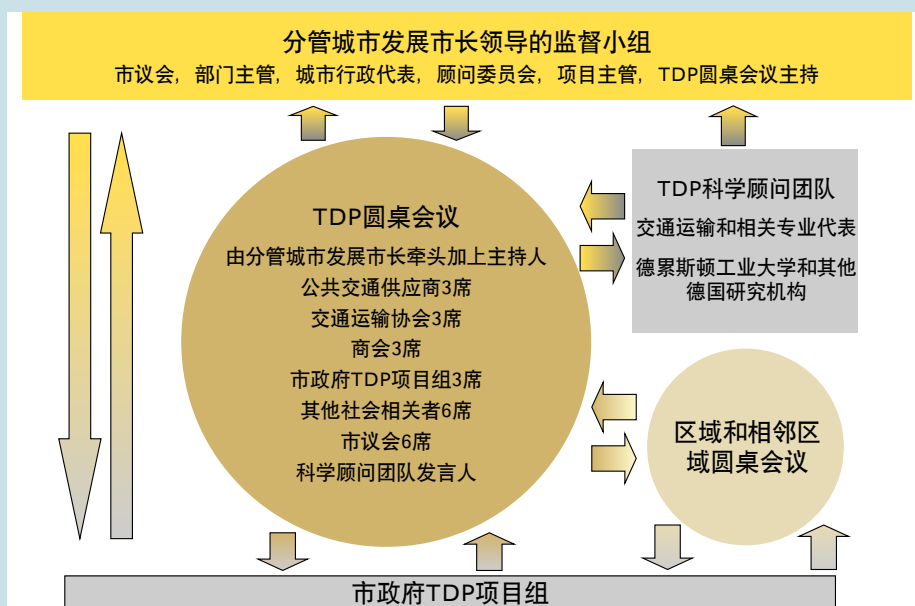 分管城市发展市长领导的监督小组
市议会, 部门主管, 城市行政代表, 顾问委员会, 项目主管, TDP圆桌会议主持
TDP圆桌会议
由分管城市发展市长牵头加上主持人
公共交通供应商3席
交通运输协会3席
商会3席
市政府TDP项目组3席
其他社会相关者6席
市议会6席
科学顾问团队发言人
TDP科学顾问团队
交通运输和相关专业代表
德累斯顿工业大学和其他
德国研究机构
区域和相邻区
域圆桌会议
市政府TDP项目组